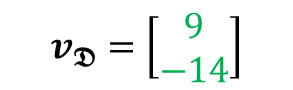 𝒗_𝕯 = [ 9
−14 ]